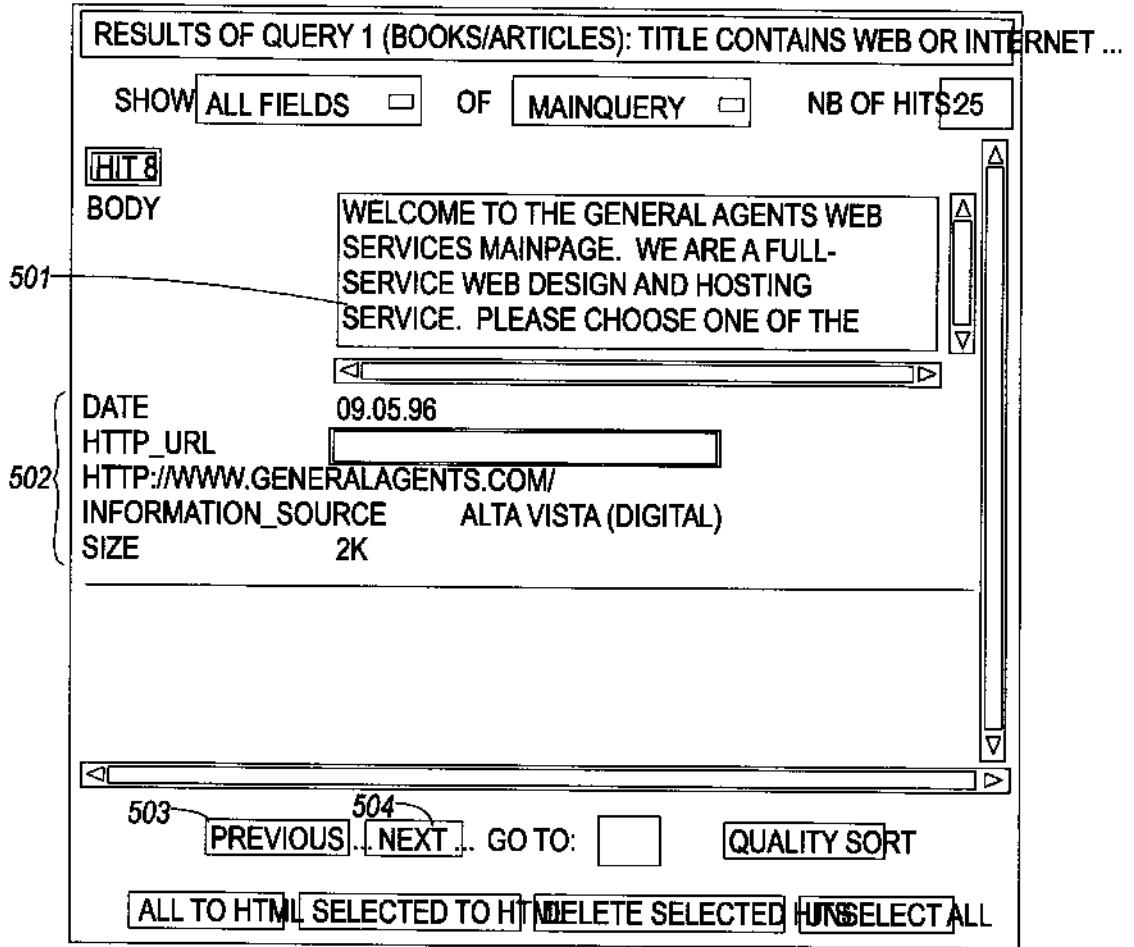 RESULTS OF QUERY 1 (BOOKS/ARTICLES): TITLE CONTAINS WEB OR INTERNET ...
SHOW ALL FIELDS OF MAINQUERY NB OF HITS:25
HIT 8
BODY
WELCOME TO THE GENERAL AGENTS WEB
SERVICES MAINPAGE. WE ARE A FULL-
501
SERVICE WEB DESIGN AND HOSTING
SERVICE. PLEASE CHOOSE ONE OF THE
DATE 09.05.96
HTTP_URL
502
HTTP://WWW.GENERALAGENTS.COM/
INFORMATION_SOURCE ALTA VISTA (DIGITAL)
SIZE 2K
503 504
PREVIOUS ... NEXT ... GO TO: QUALITY SORT
ALL TO HTML SELECTED TO HTML DELETE SELECTED HITS UNSELECT ALL